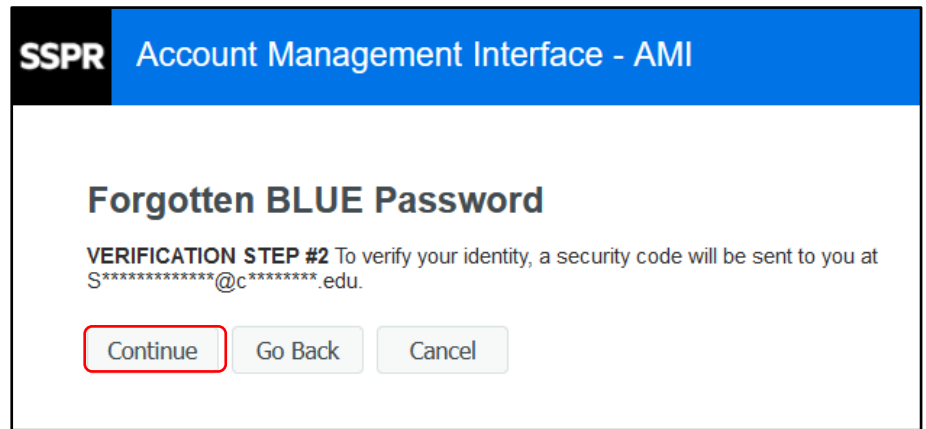 SSPR Account Management Interface - AMI
Forgotten BLUE Password
VERIFICATION STEP #2 To verify your identity, a security code will be sent to you at
S*************@c********.edu.
Continue Go Back Cancel